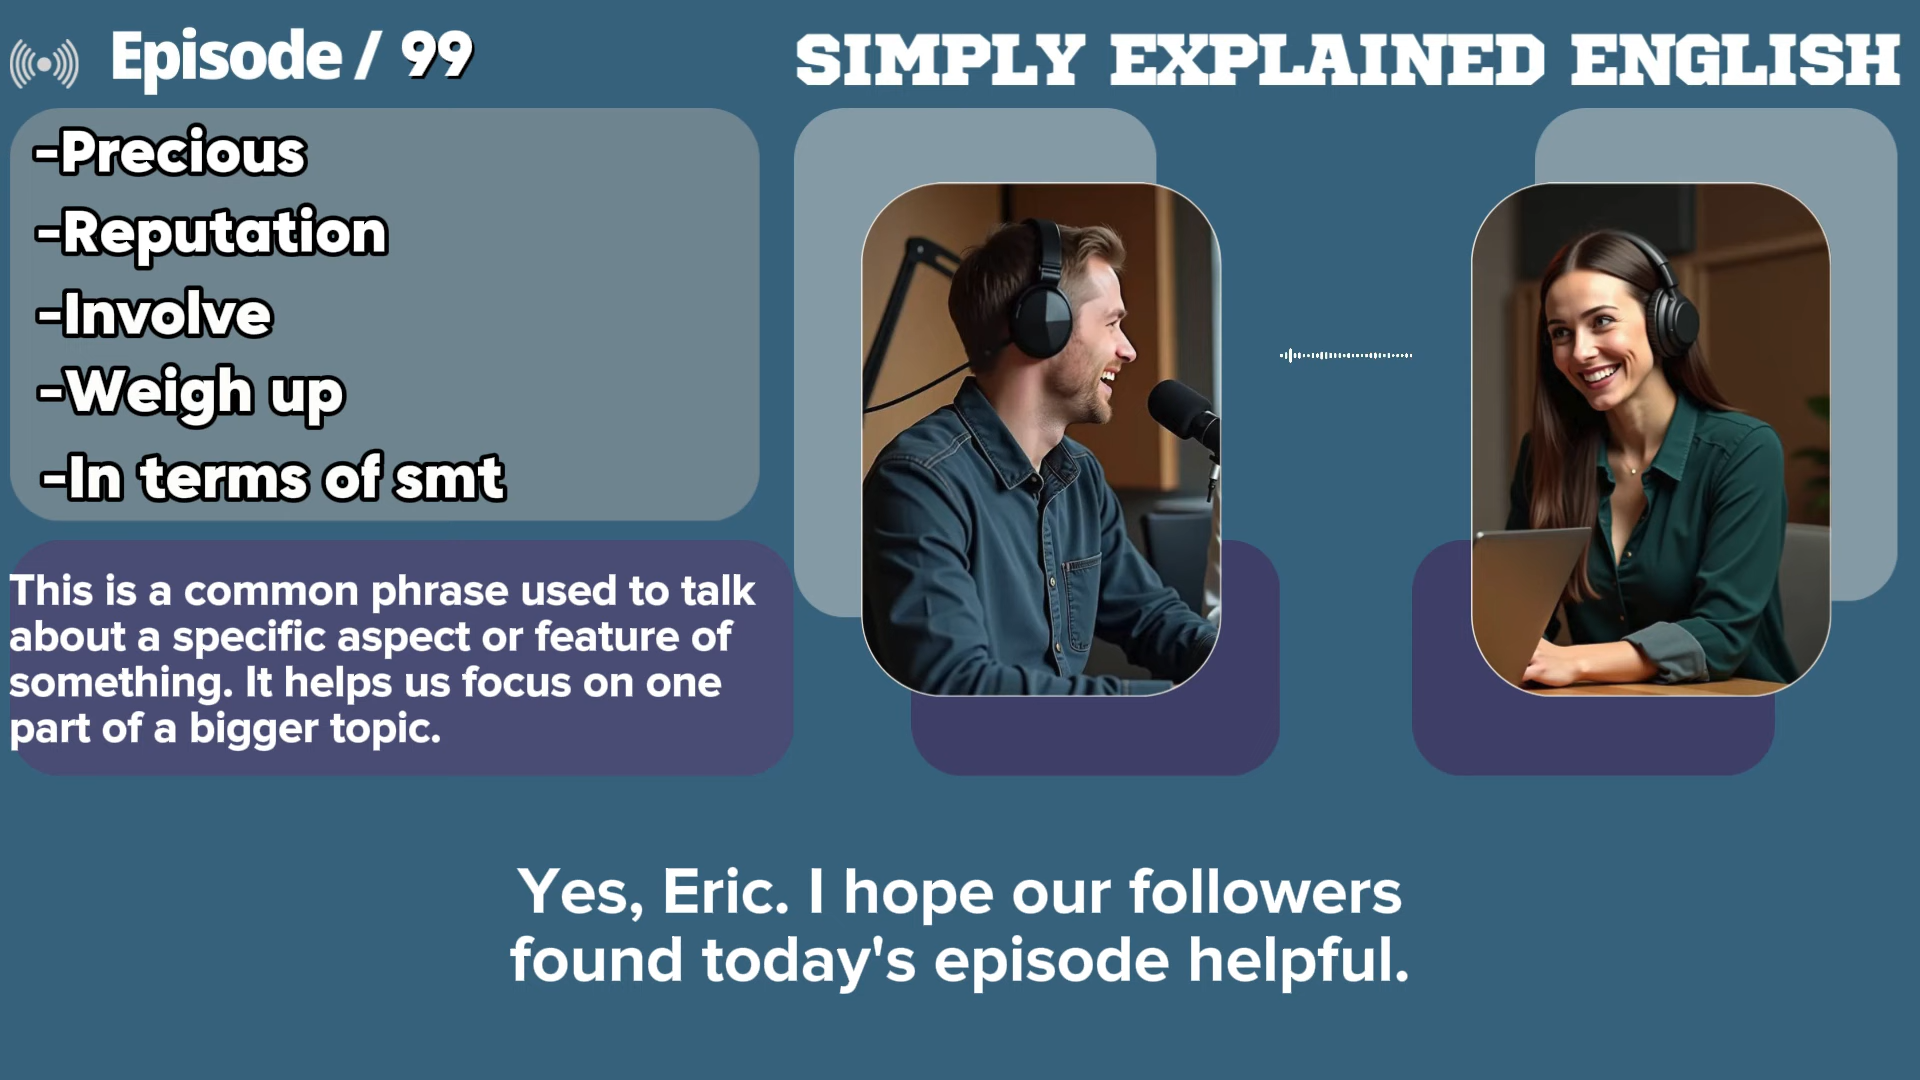 Episode / 99
SIMPLY EXPLAINED ENGLISH
-Precious
-Reputation
-Involve
-Weigh up
-In terms of smt
This is a common phrase used to talk
about a specific aspect or feature of
something. It helps us focus on one
part of a bigger topic.
Yes, Eric. I hope our followers
found today's episode helpful.